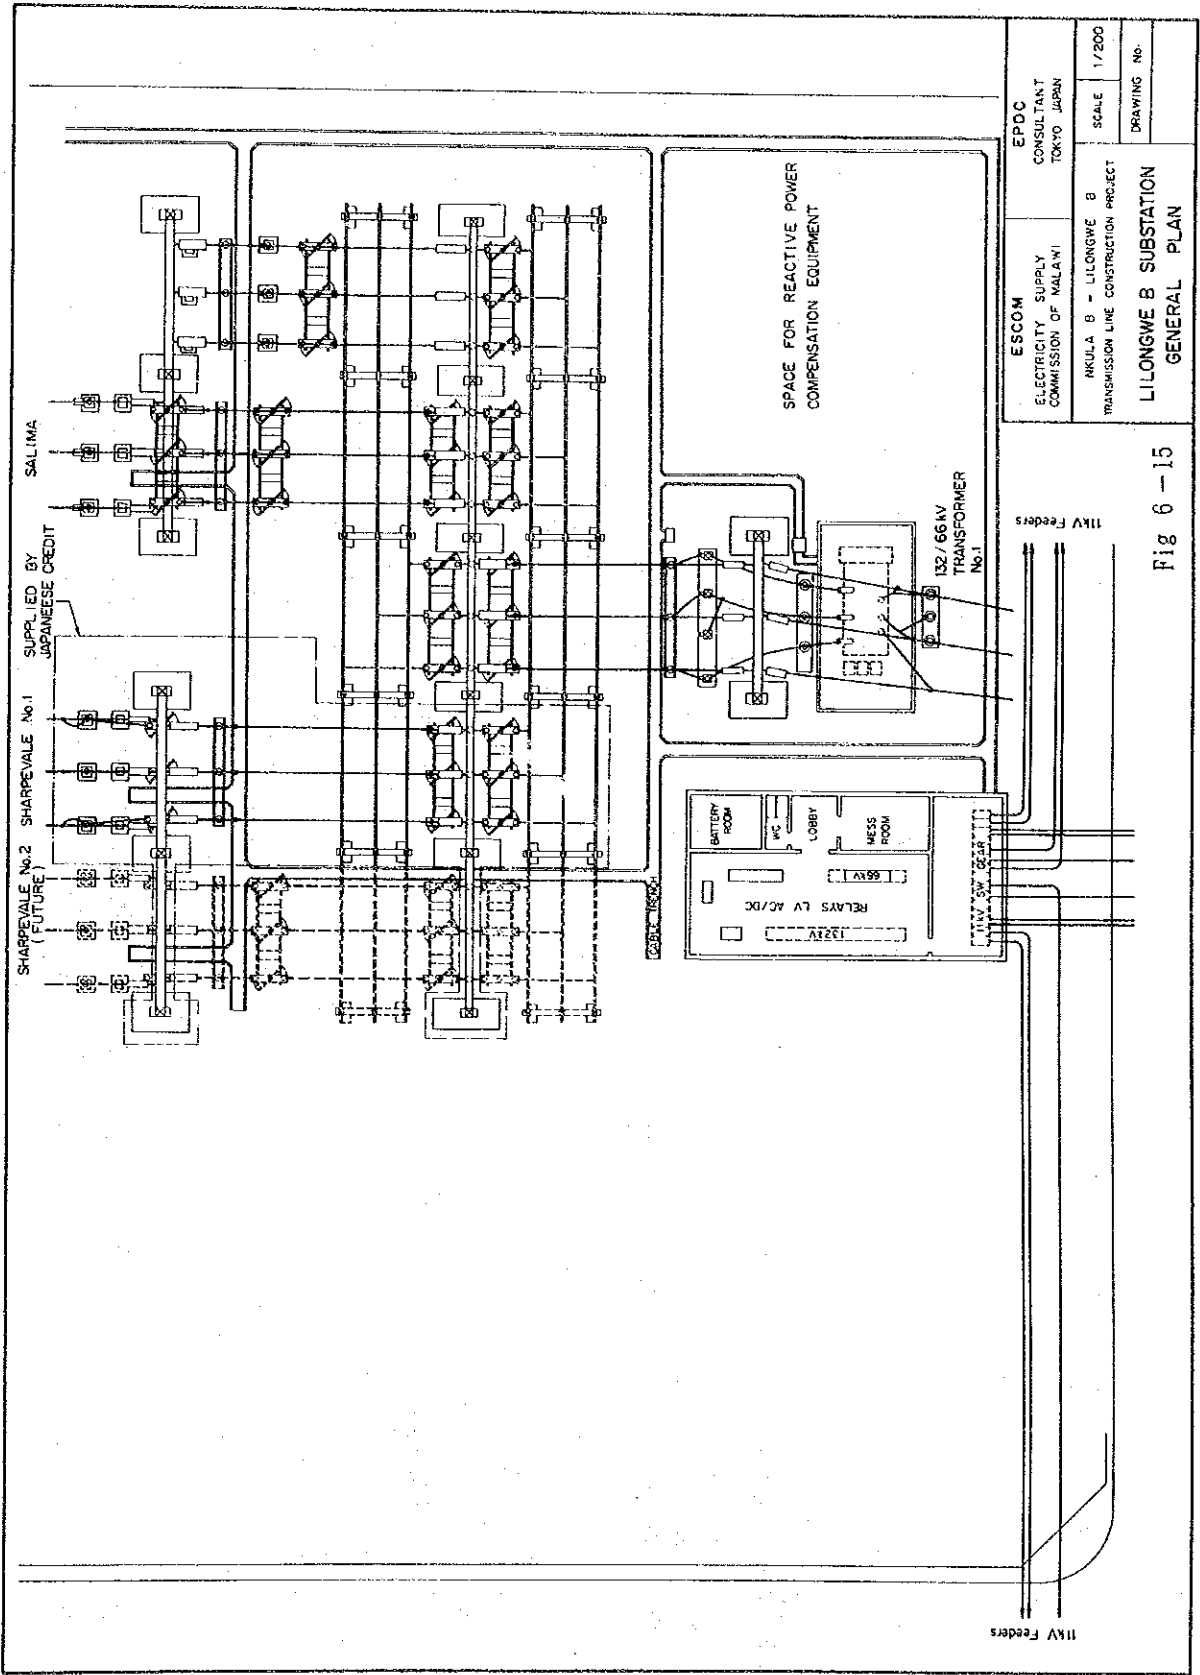 SHARPEVALE No.2
( FUTURE )
SHARPEVALE No.1
SUPPLIED BY
JAPANEESE CREDIT
SALIMA
SPACE FOR REACTIVE POWER
COMPENSATION EQUIPMENT
132/66kV
TRANSFORMER
No.1
CABLE TRENCH
BATTERY
ROOM
WC
LOBBY
MESS
ROOM
66kV
RELAYS LV AC/DC
132kV
11kV SW GEAR
11kV Feeders
11kV Feeders
ESCOM
ELECTRICITY SUPPLY
COMMISSION OF MALAWI
EPDC
CONSULTANT
TOKYO JAPAN
NKULA B - LILONGWE B
TRANSMISSION LINE CONSTRUCTION PROJECT
SCALE 1/200
LILONGWE B SUBSTATION
GENERAL PLAN
DRAWING No.
Fig 6-15